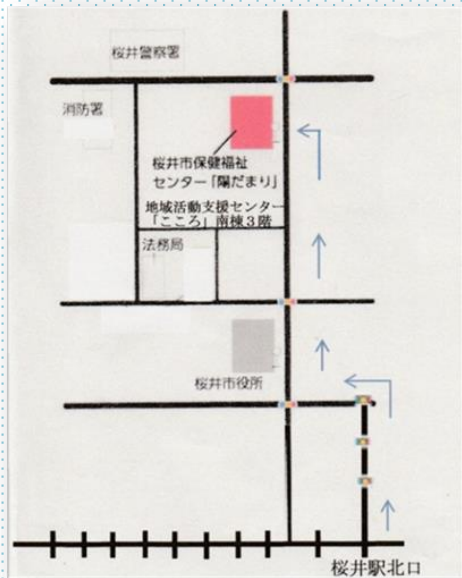 桜井警察署
消防署
桜井市保健福祉
センター「陽だまり」
地域活動支援センター
「こころ」南棟3階
法務局
桜井市役所
桜井駅北口